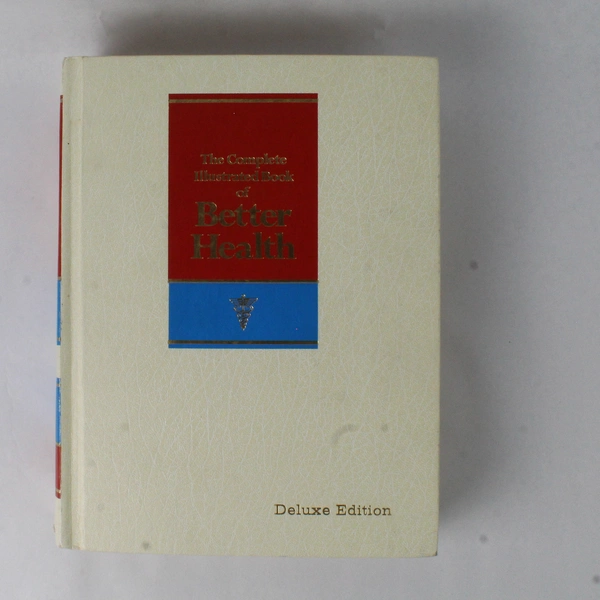 The Complete
Illustrated Book
of
Better
Health
Deluxe Edition